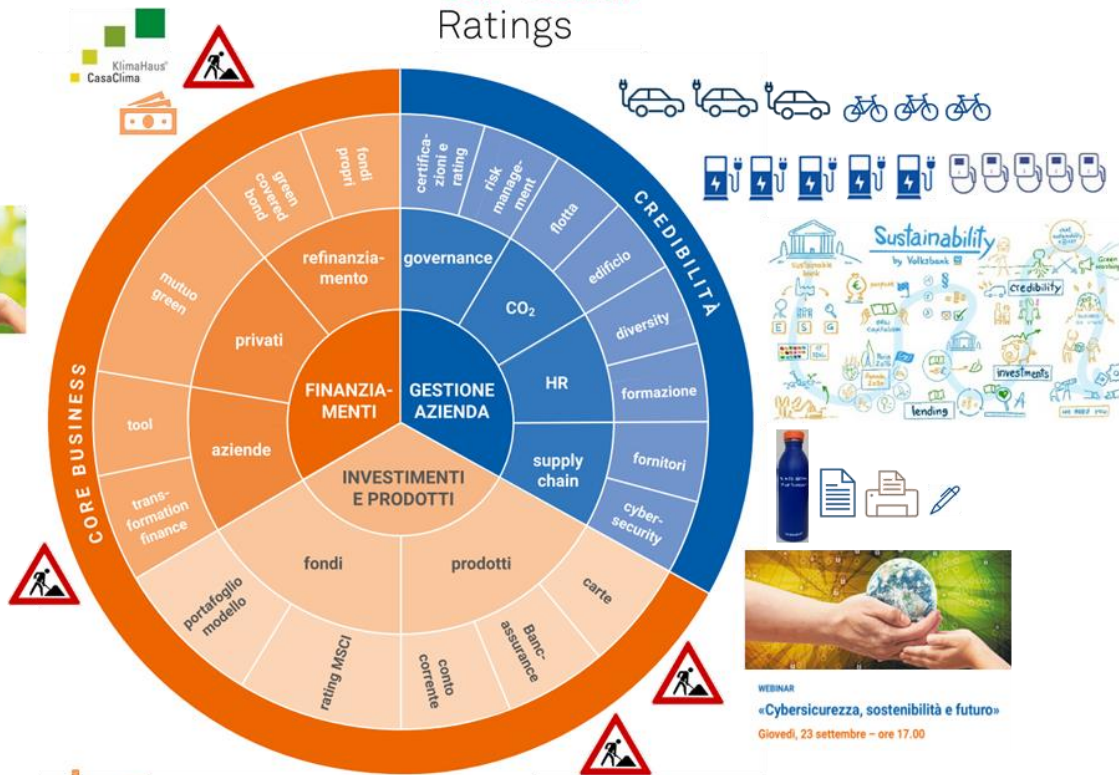 Ratings
KlimaHaus®
CasaClima
CORE BUSINESS
CREDIBILITÀ
FINANZIA-
MENTI
GESTIONE
AZIENDA
INVESTIMENTI
E PRODOTTI
refinanzia-
mento
privati
aziende
governance
CO₂
HR
supply
chain
fondi
prodotti
fondi
propri
green
covered
bond
mutuo
green
tool
trans-
formation
finance
certifica-
zioni e
rating
risk
manage-
ment
flotta
edificio
diversity
formazione
fornitori
cyber-
security
portafoglio
modello
rating MSCI
conto
corrente
Banc-
assurance
carte
Sustainability
by Volksbank
sustainable
bank
credibility
E S G
investments
lending
WEBINAR
«Cybersicurezza, sostenibilità e futuro»
Giovedì, 23 settembre – ore 17.00